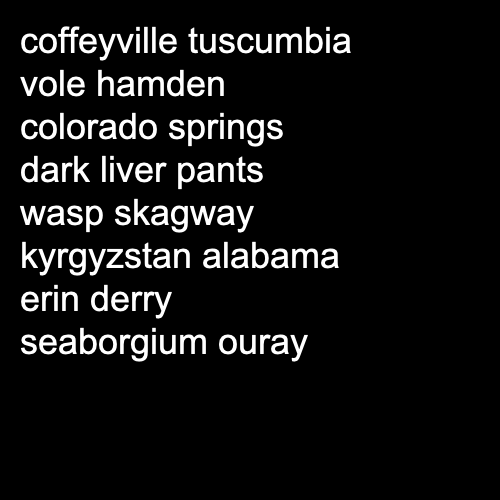 coffeyville tuscumbia
vole hamden
colorado springs
dark liver pants
wasp skagway
kyrgyzstan alabama
erin derry
seaborgium ouray